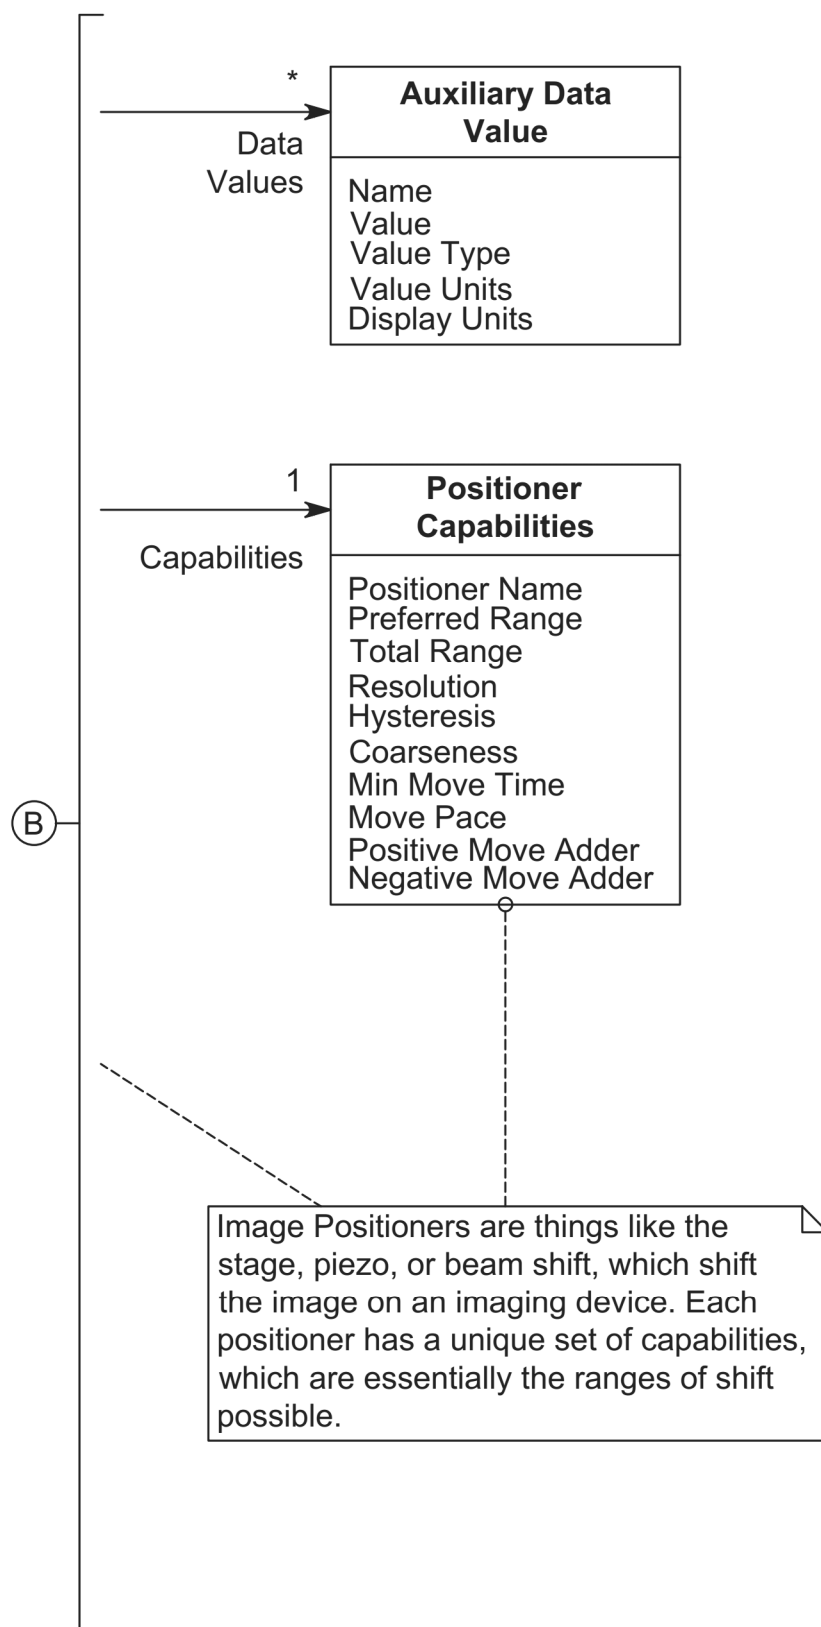 *
Data
Values
Auxiliary Data
Value
Name
Value
Value Type
Value Units
Display Units
1
Capabilities
Positioner
Capabilities
Positioner Name
Preferred Range
Total Range
Resolution
Hysteresis
Coarseness
Min Move Time
Move Pace
Positive Move Adder
Negative Move Adder
B
Image Positioners are things like the
stage, piezo, or beam shift, which shift
the image on an imaging device. Each
positioner has a unique set of capabilities,
which are essentially the ranges of shift
possible.